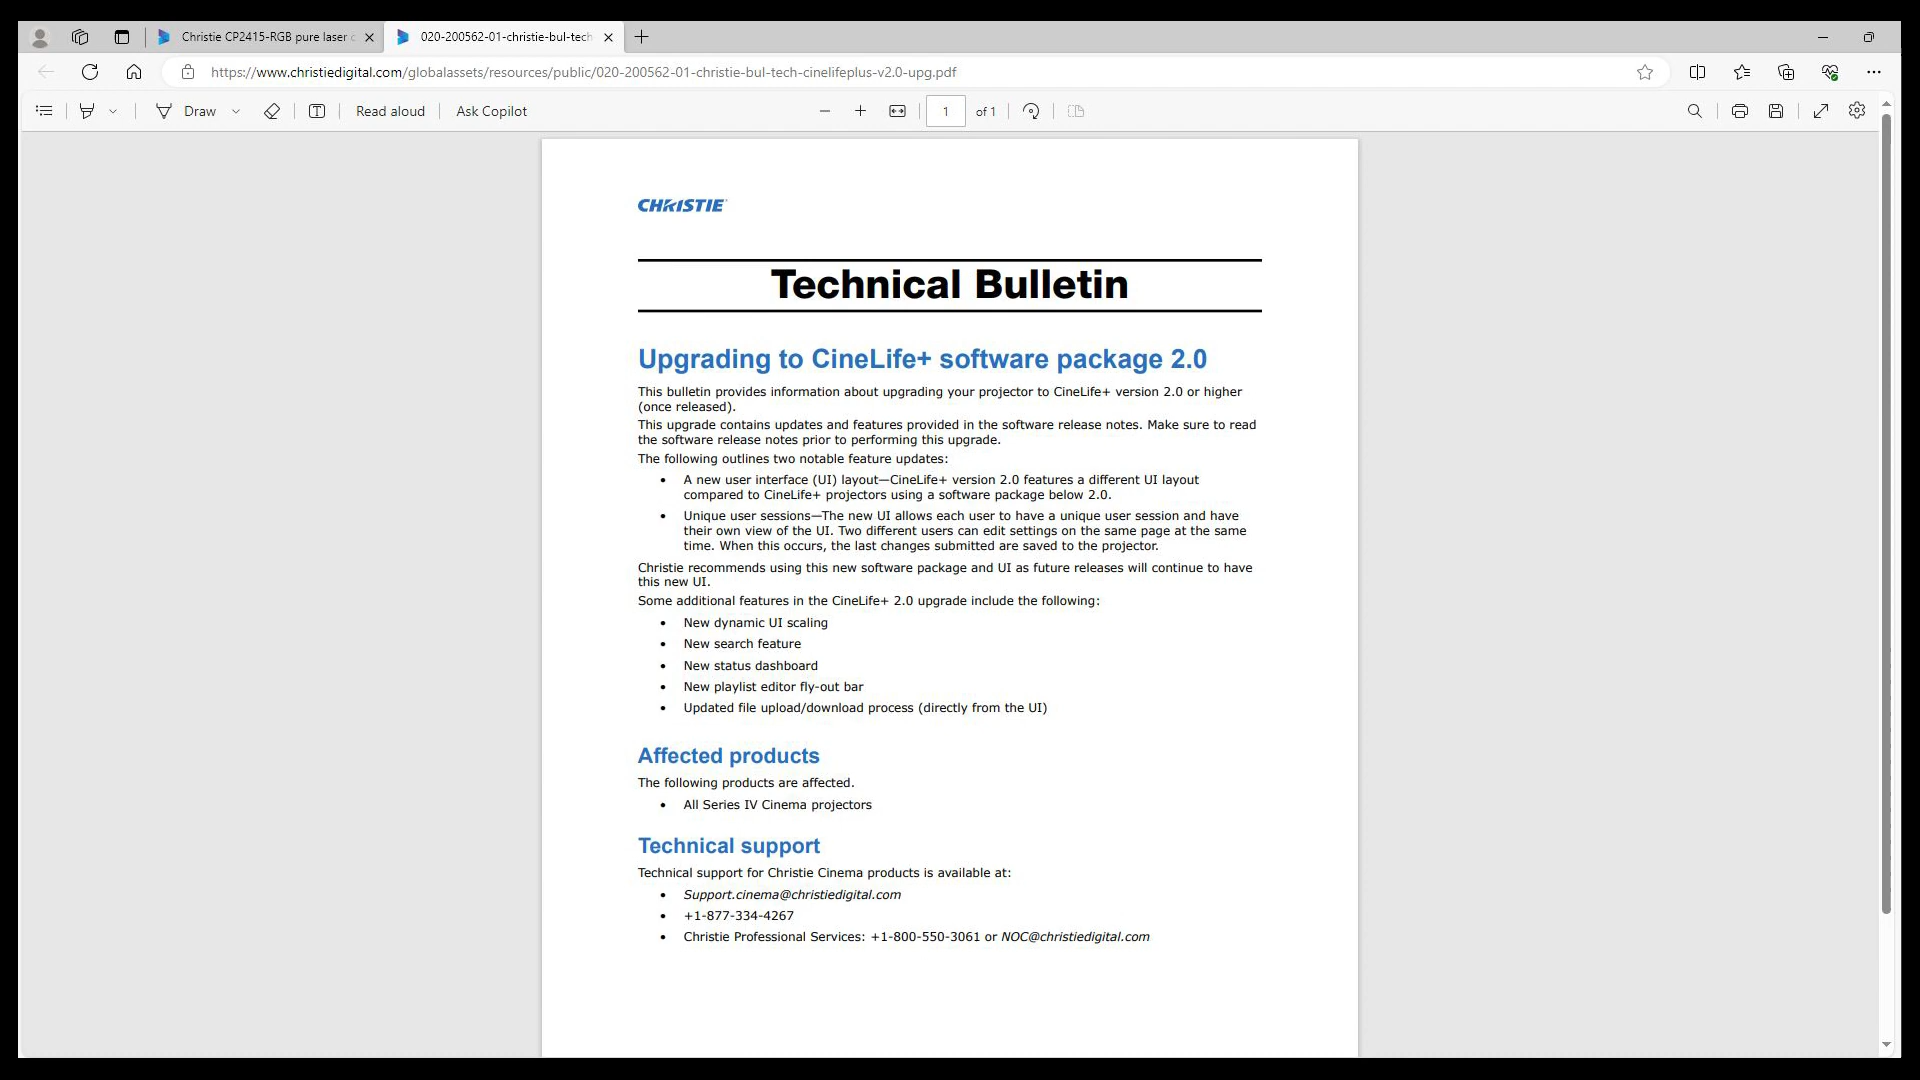 Christie CP2415-RGB pure laser c
020-200562-01-christie-bul-tech
https://www.christiedigital.com/globalassets/resources/public/020-200562-01-christie-bul-tech-cinelifeplus-v2.0-upg.pdf
Draw
Read aloud
Ask Copilot
1 of 1
CHRISTIE
Technical Bulletin
Upgrading to CineLife+ software package 2.0
This bulletin provides information about upgrading your projector to CineLife+ version 2.0 or higher
(once released).
This upgrade contains updates and features provided in the software release notes. Make sure to read
the software release notes prior to performing this upgrade.
The following outlines two notable feature updates:
• A new user interface (UI) layout—CineLife+ version 2.0 features a different UI layout
compared to CineLife+ projectors using a software package below 2.0.
• Unique user sessions—The new UI allows each user to have a unique user session and have
their own view of the UI. Two different users can edit settings on the same page at the same
time. When this occurs, the last changes submitted are saved to the projector.
Christie recommends using this new software package and UI as future releases will continue to have
this new UI.
Some additional features in the CineLife+ 2.0 upgrade include the following:
• New dynamic UI scaling
• New search feature
• New status dashboard
• New playlist editor fly-out bar
• Updated file upload/download process (directly from the UI)
Affected products
The following products are affected.
• All Series IV Cinema projectors
Technical support
Technical support for Christie Cinema products is available at:
• Support.cinema@christiedigital.com
• +1-877-334-4267
• Christie Professional Services: +1-800-550-3061 or NOC@christiedigital.com